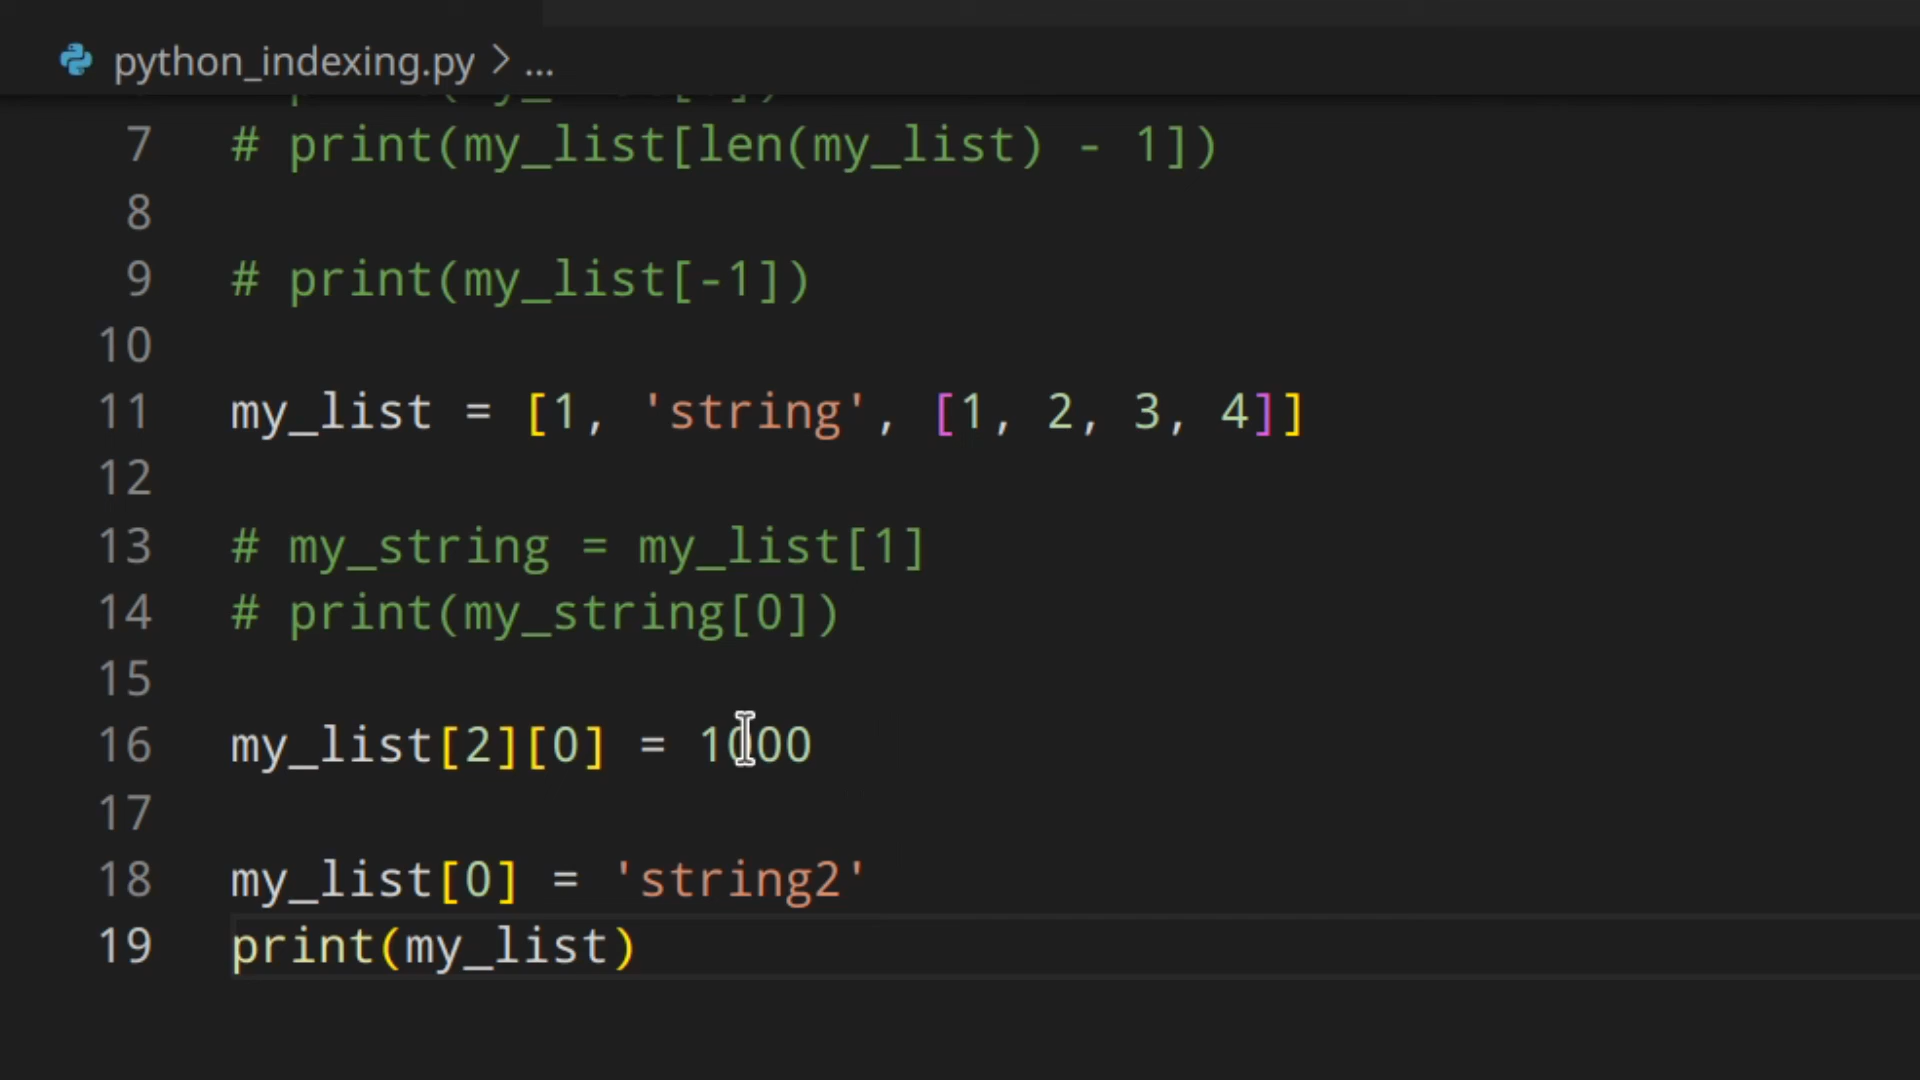 python_indexing.py > ...
7 # print(my_list[len(my_list) - 1])
8
9 # print(my_list[-1])
10
11 my_list = [1, 'string', [1, 2, 3, 4]]
12
13 # my_string = my_list[1]
14 # print(my_string[0])
15
16 my_list[2][0] = 1000
17
18 my_list[0] = 'string2'
19 print(my_list)